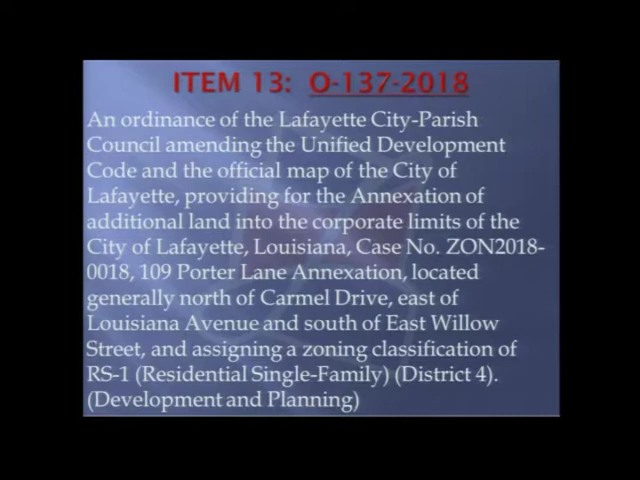 ITEM 13: O-137-2018
An ordinance of the Lafayette City-Parish
Council amending the Unified Development
Code and the official map of the City of
Lafayette, providing for the Annexation of
additional land into the corporate limits of the
City of Lafayette, Louisiana, Case No. ZON2018-
0018, 109 Porter Lane Annexation, located
generally north of Carmel Drive, east of
Louisiana Avenue and south of East Willow
Street, and assigning a zoning classification of
RS-1 (Residential Single-Family) (District 4).
(Development and Planning)